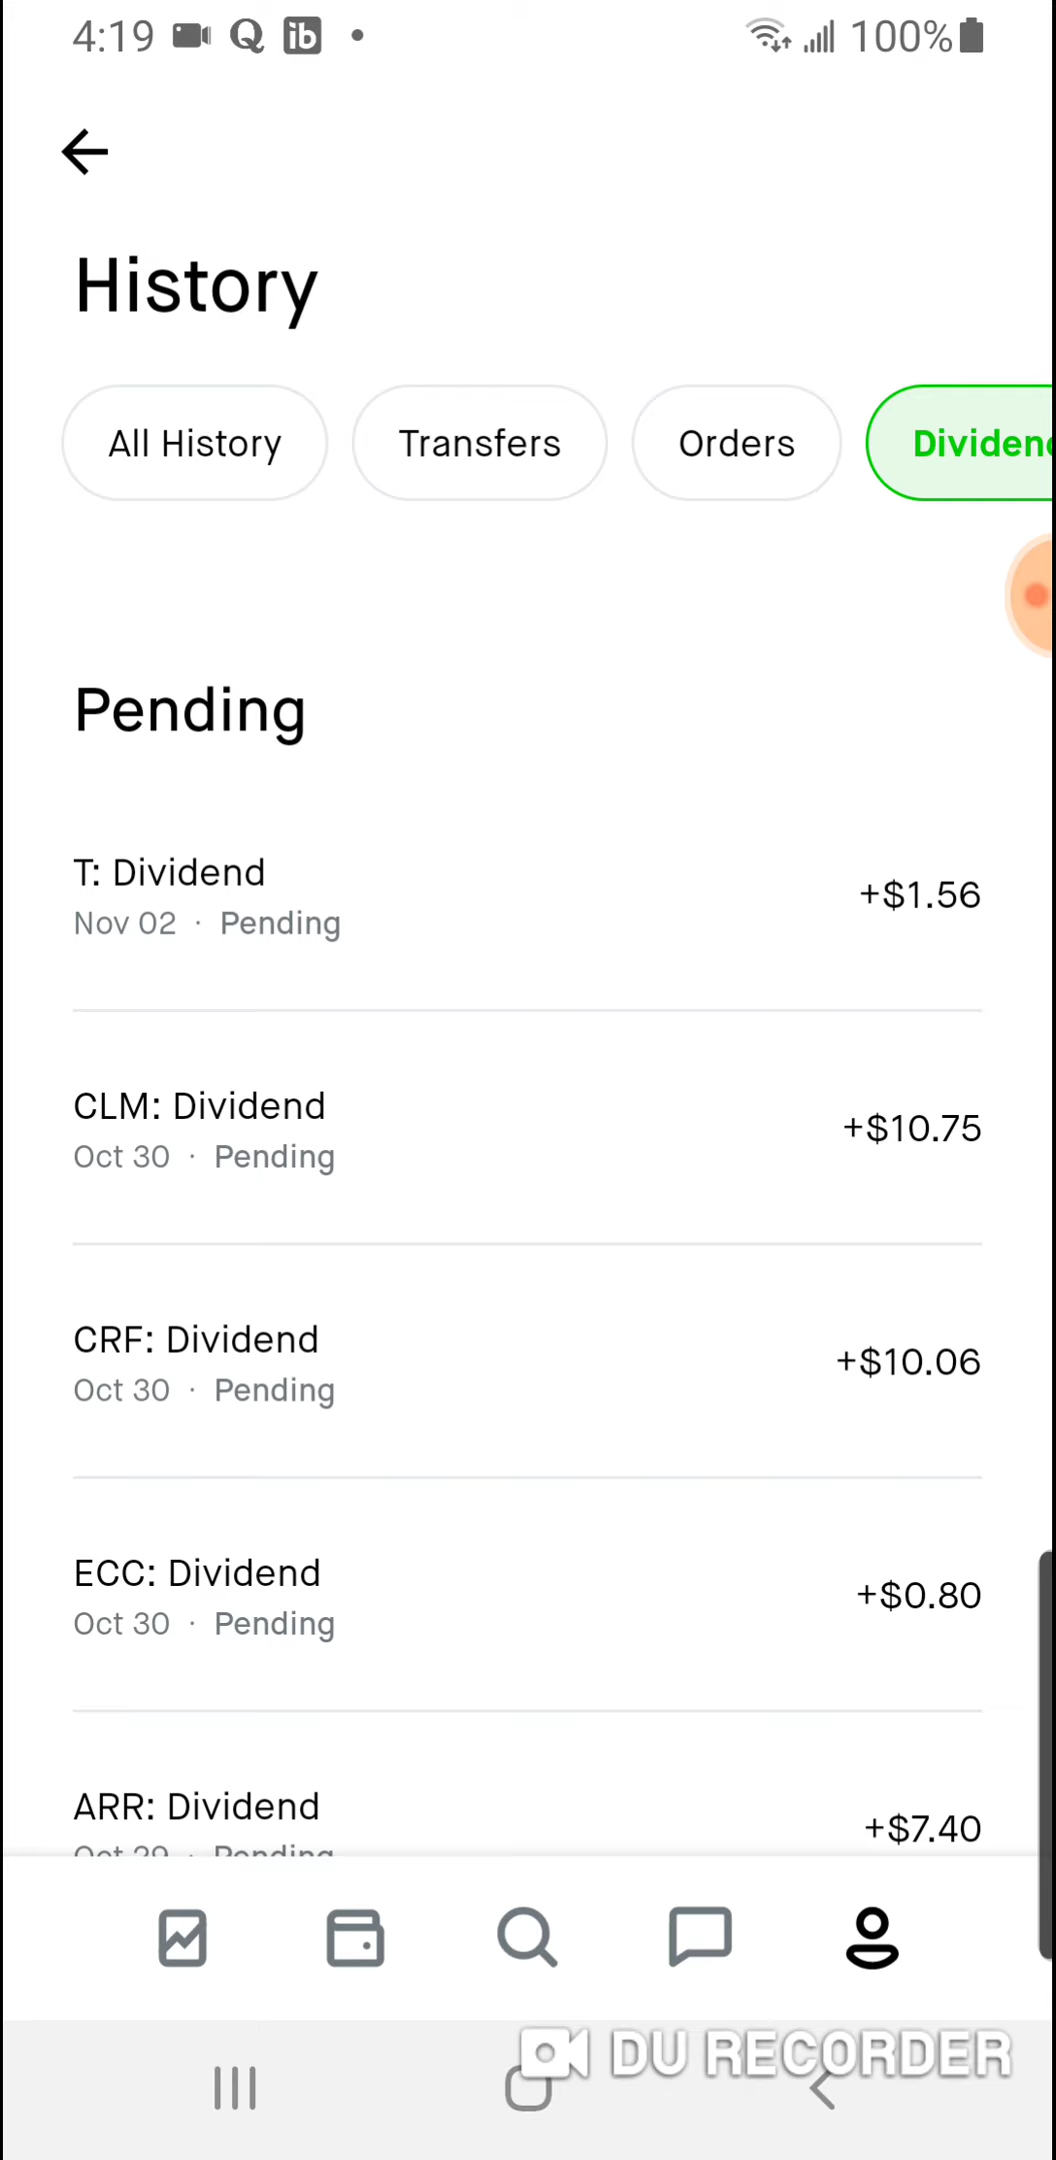 4:19 Q ib 100%
History
All History Transfers Orders Dividen
Pending
T: Dividend
Nov 02 · Pending
+$1.56
CLM: Dividend
Oct 30 · Pending
+$10.75
CRF: Dividend
Oct 30 · Pending
+$10.06
ECC: Dividend
Oct 30 · Pending
+$0.80
ARR: Dividend
Oct 29 · Pending
+$7.40
DU RECORDER